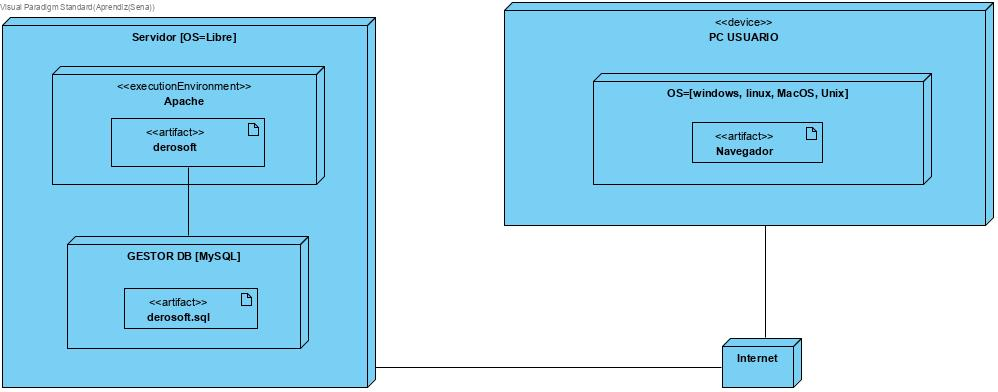 Visual Paradigm Standard(Aprendiz(Sena))
Servidor [OS=Libre]
<<executionEnvironment>>
Apache
<<artifact>>
derosoft
GESTOR DB [MySQL]
<<artifact>>
derosoft.sql
<<device>>
PC USUARIO
OS=[windows, linux, MacOS, Unix]
<<artifact>>
Navegador
Internet